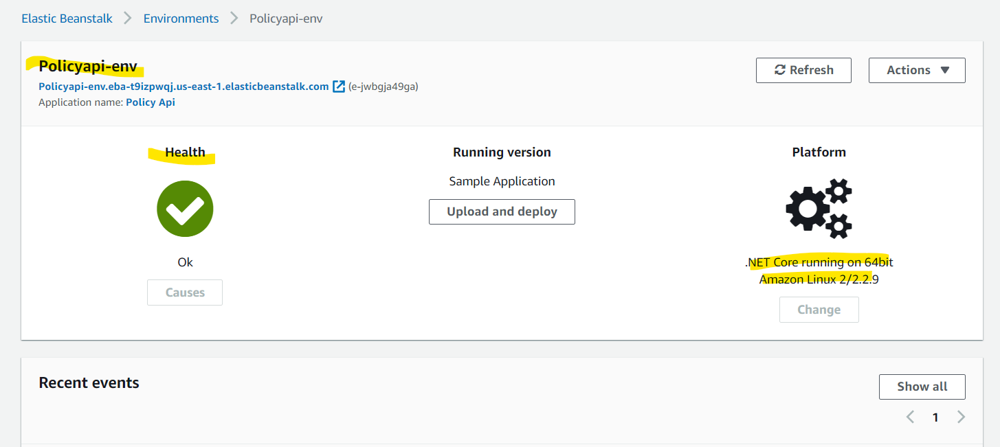 Elastic Beanstalk > Environments > Policyapi-env
Policyapi-env
Refresh
Actions ▼
Policyapi-env.eba-t9izpwqj.us-east-1.elasticbeanstalk.com (e-jwbgja49ga)
Application name: Policy Api
Health
Ok
Causes
Running version
Sample Application
Upload and deploy
Platform
.NET Core running on 64bit
Amazon Linux 2/2.2.9
Change
Recent events
Show all
< 1 >